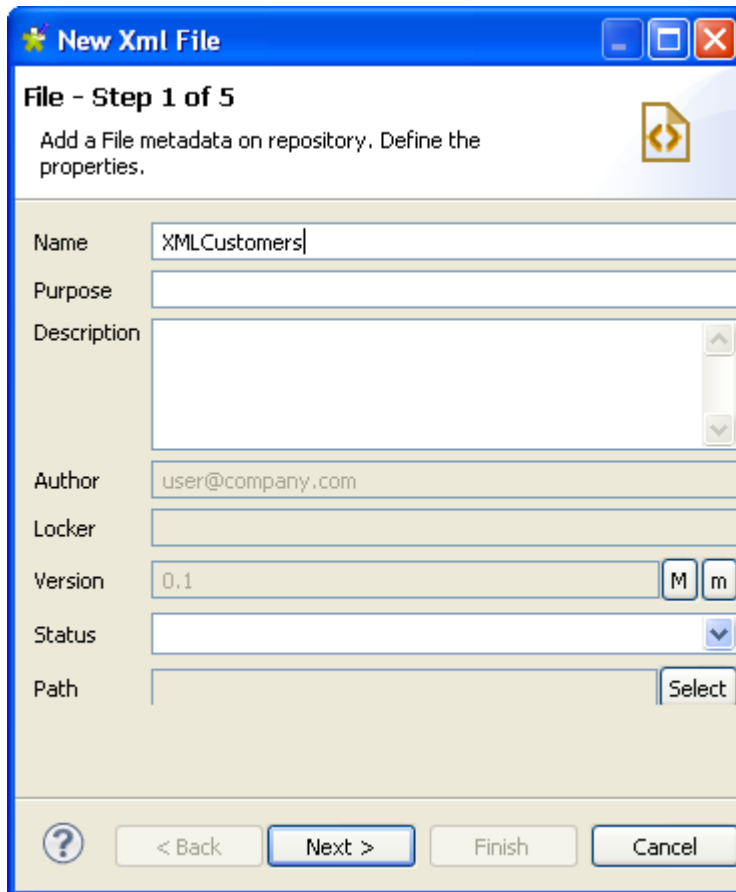 New Xml File
File - Step 1 of 5
Add a File metadata on repository. Define the
properties.
Name XMLCustomers
Purpose
Description
Author user@company.com
Locker
Version 0.1 M m
Status
Path Select
? < Back Next > Finish Cancel